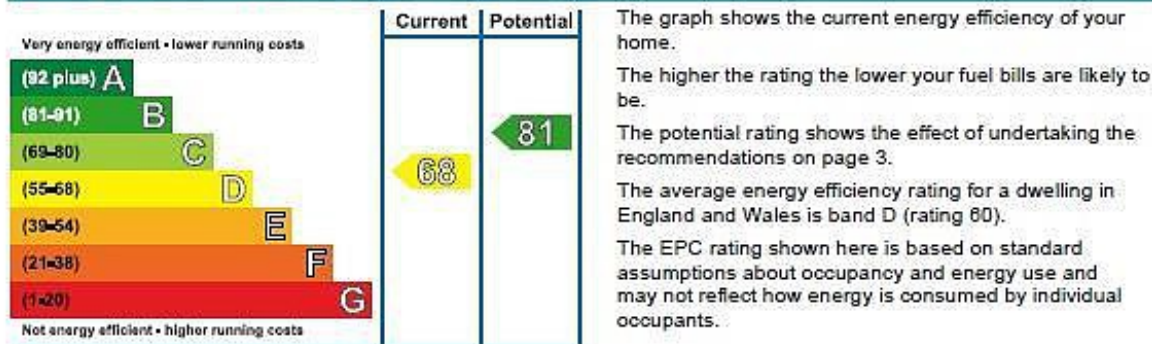 Current Potential
Very energy efficient • lower running costs
(92 plus) A
(81-91) B
81
(69-80) C
68
(55-68) D
(39-54) E
(21-38) F
(1-20) G
Not energy efficient • higher running costs
The graph shows the current energy efficiency of your
home.
The higher the rating the lower your fuel bills are likely to
be.
The potential rating shows the effect of undertaking the
recommendations on page 3.
The average energy efficiency rating for a dwelling in
England and Wales is band D (rating 60).
The EPC rating shown here is based on standard
assumptions about occupancy and energy use and
may not reflect how energy is consumed by individual
occupants.